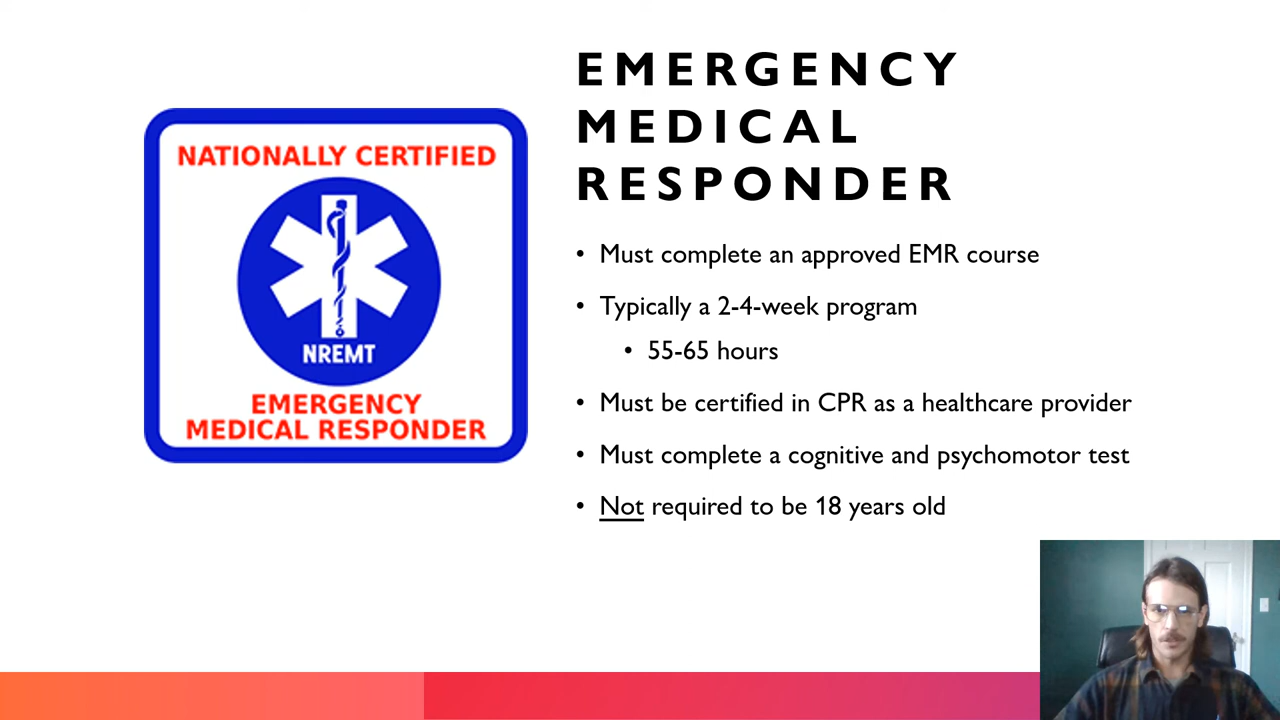 EMERGENCY
MEDICAL
RESPONDER
NATIONALLY CERTIFIED
NREMT
EMERGENCY
MEDICAL RESPONDER
• Must complete an approved EMR course
• Typically a 2-4-week program
• 55-65 hours
• Must be certified in CPR as a healthcare provider
• Must complete a cognitive and psychomotor test
• Not required to be 18 years old